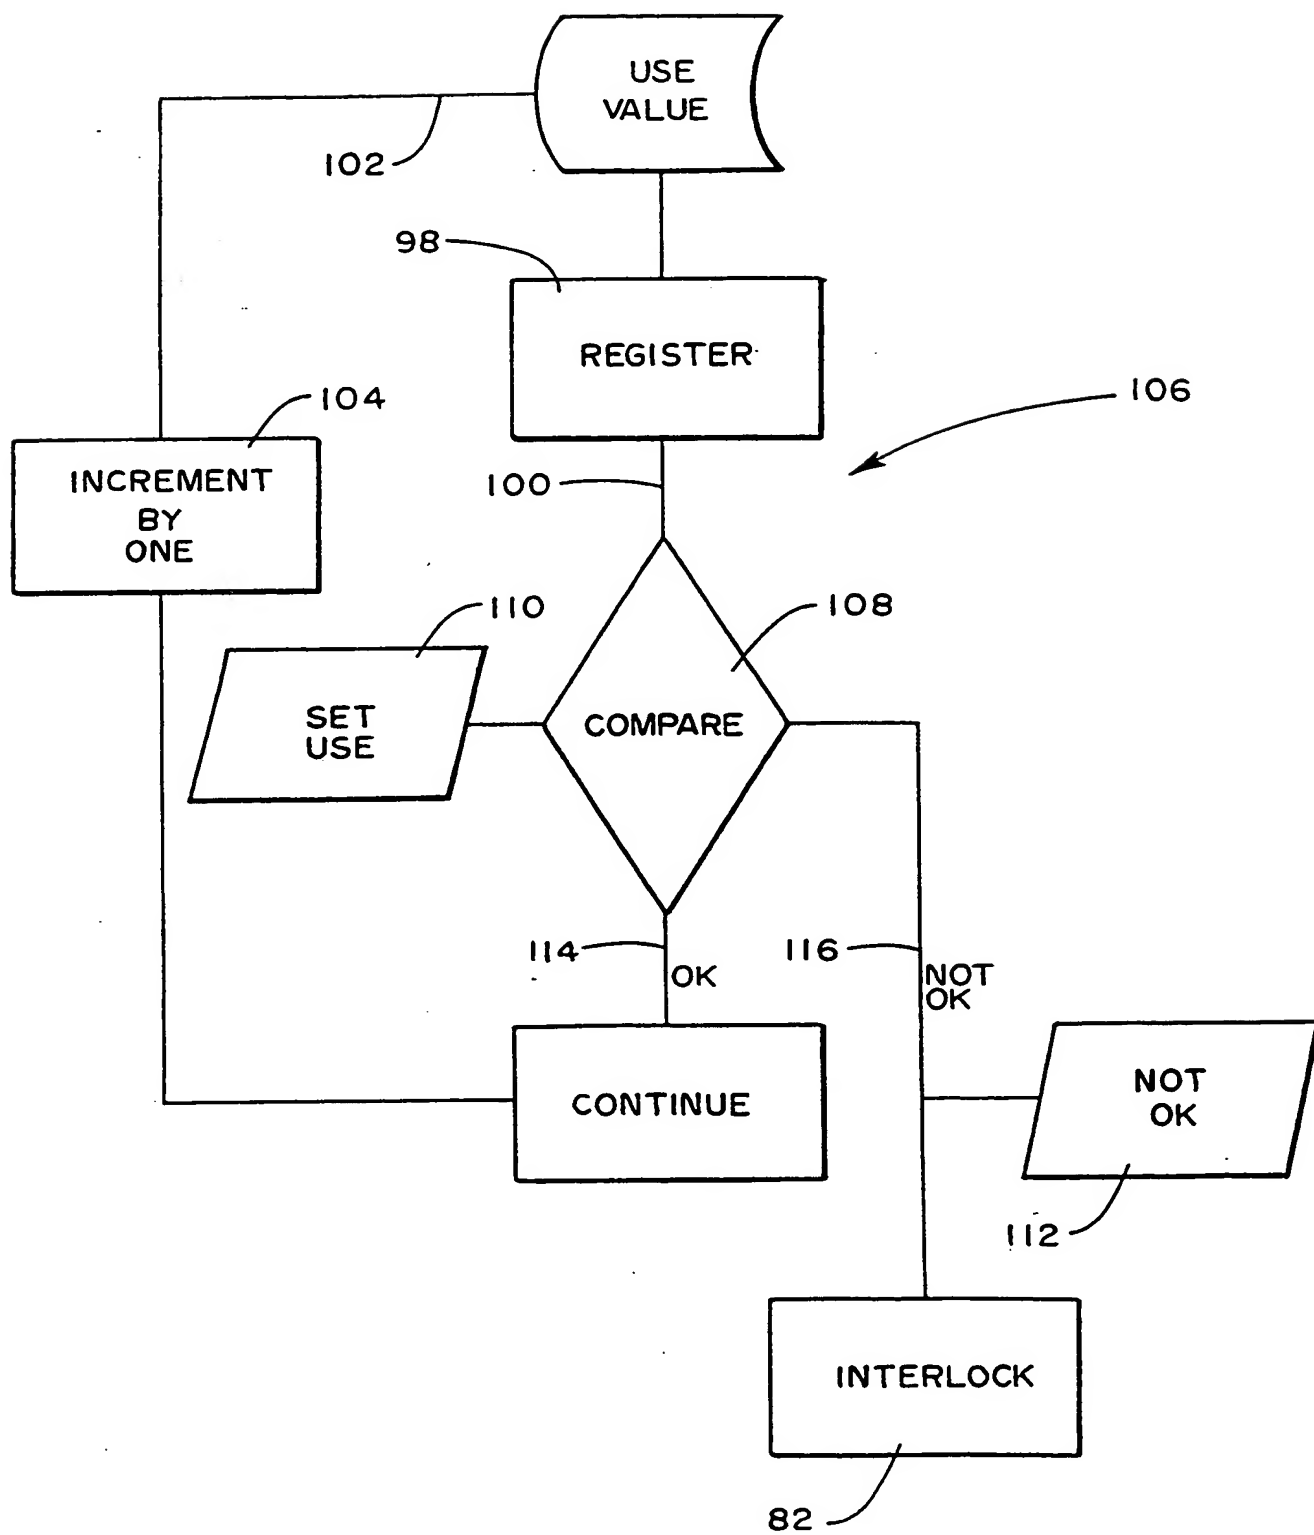 USE
VALUE
102
98
REGISTER
106
104
INCREMENT
BY
ONE
100
110
108
SET
USE
COMPARE
114
OK
116
NOT
OK
CONTINUE
NOT
OK
112
INTERLOCK
82